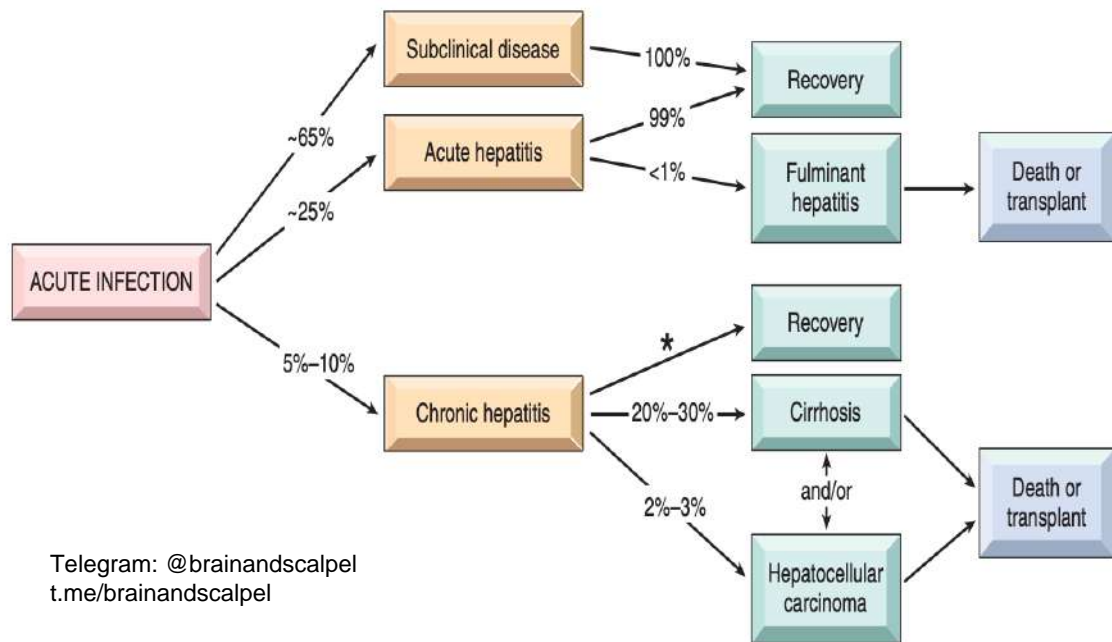 Subclinical disease
100%
Recovery
~65%
99%
Acute hepatitis
<1%
Fulminant
hepatitis
Death or
transplant
~25%
ACUTE INFECTION
5%–10%
*
Recovery
Chronic hepatitis
20%–30%
Cirrhosis
2%–3%
and/or
Death or
transplant
Hepatocellular
carcinoma
Telegram: @brainandscalpel
t.me/brainandscalpel